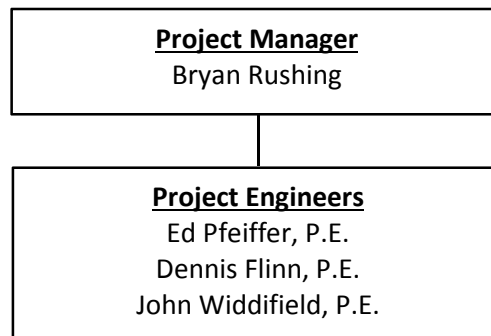 Project Manager
Bryan Rushing
Project Engineers
Ed Pfeiffer, P.E.
Dennis Flinn, P.E.
John Widdifield, P.E.